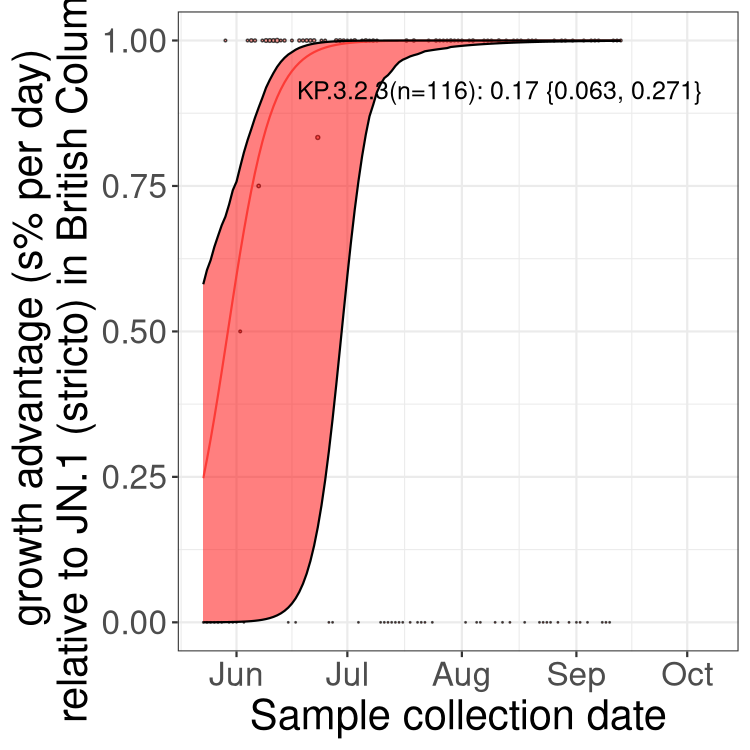 growth advantage (s% per day)
relative to JN.1 (stricto) in British Colum
1.00
0.75
0.50
0.25
0.00
KP.3.2.3(n=116): 0.17 {0.063, 0.271}
Jun Jul Aug Sep Oct
Sample collection date